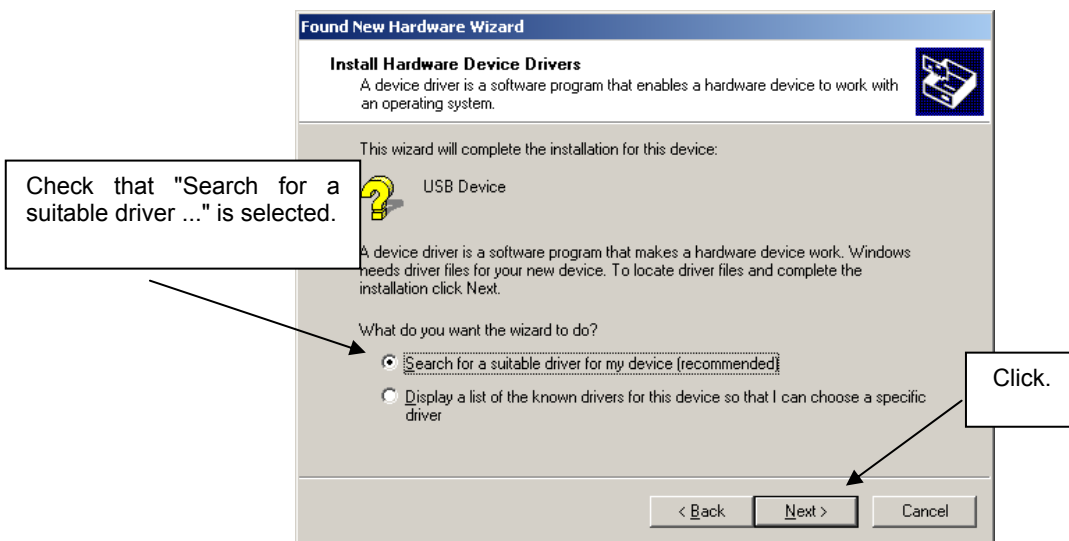 Found New Hardware Wizard
Install Hardware Device Drivers
A device driver is a software program that enables a hardware device to work with
an operating system.
This wizard will complete the installation for this device:
USB Device
Check that "Search for a
suitable driver ..." is selected.
A device driver is a software program that makes a hardware device work. Windows
needs driver files for your new device. To locate driver files and complete the
installation click Next.
What do you want the wizard to do?
Search for a suitable driver for my device (recommended)
Display a list of the known drivers for this device so that I can choose a specific
driver
Click.
< Back Next > Cancel